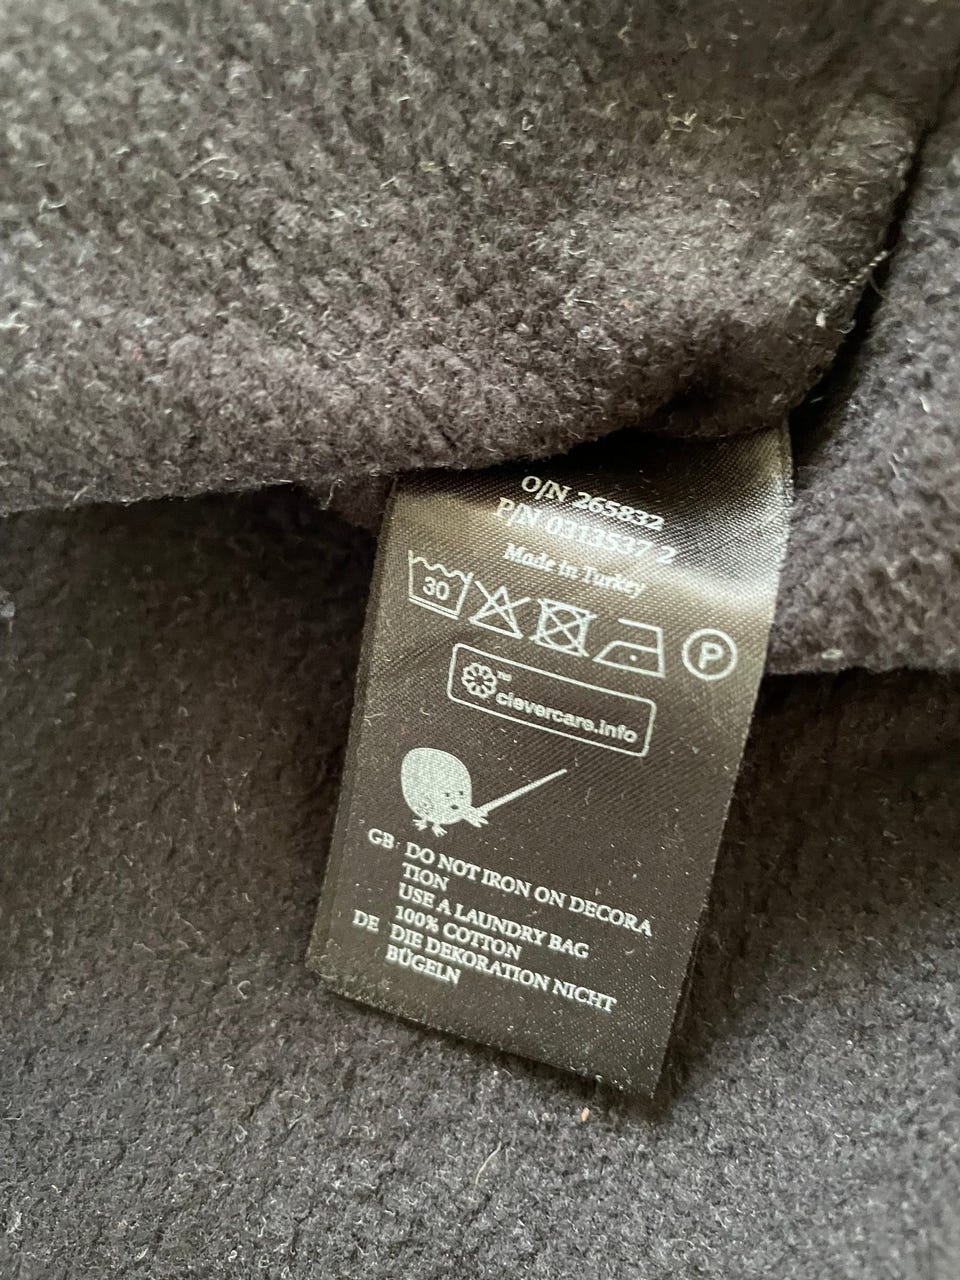 O/N 265832
P/N 0313537 2
Made in Turkey
30
P
™
clevercare.info
GB: DO NOT IRON ON DECORA
TION
USE A LAUNDRY BAG
100% COTTON
DE DIE DEKORATION NICHT
BÜGELN